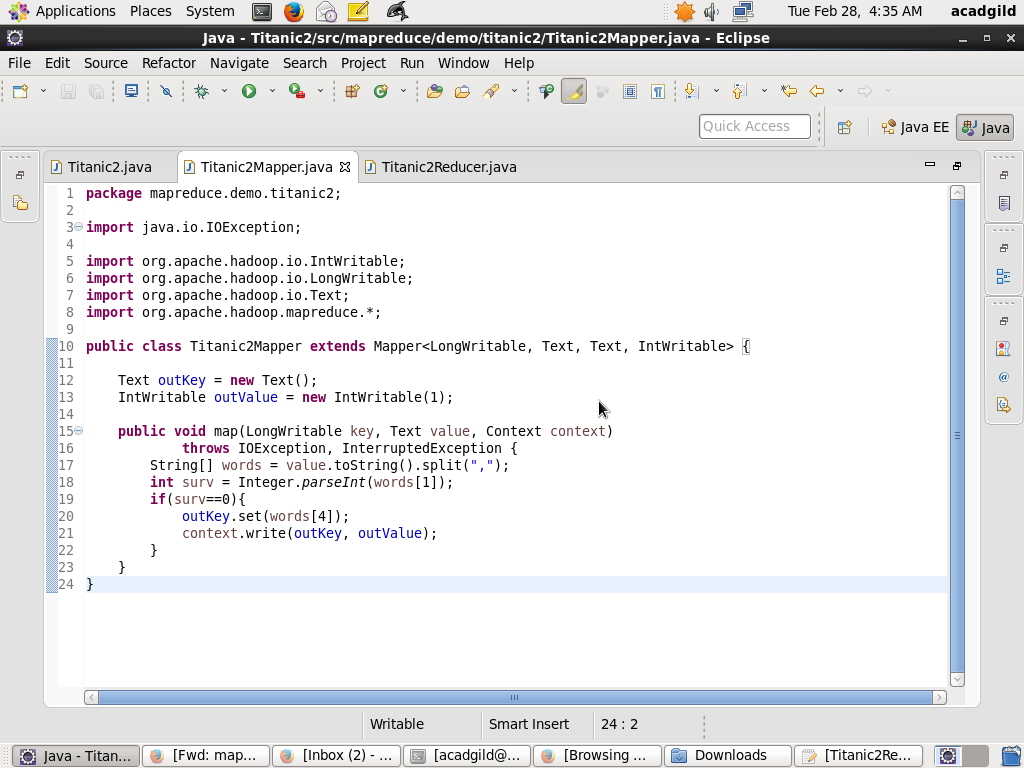 Applications Places System Tue Feb 28, 4:35 AM acadgild
Java - Titanic2/src/mapreduce/demo/titanic2/Titanic2Mapper.java - Eclipse
File Edit Source Refactor Navigate Search Project Run Window Help
Quick Access Java EE Java
Titanic2.java Titanic2Mapper.java Titanic2Reducer.java
1 package mapreduce.demo.titanic2;
2
3 import java.io.IOException;
4
5 import org.apache.hadoop.io.IntWritable;
6 import org.apache.hadoop.io.LongWritable;
7 import org.apache.hadoop.io.Text;
8 import org.apache.hadoop.mapreduce.*;
9
10 public class Titanic2Mapper extends Mapper<LongWritable, Text, Text, IntWritable> {
11
12 Text outKey = new Text();
13 IntWritable outValue = new IntWritable(1);
14
15 public void map(LongWritable key, Text value, Context context)
16 throws IOException, InterruptedException {
17 String[] words = value.toString().split(",");
18 int surv = Integer.parseInt(words[1]);
19 if(surv==0){
20 outKey.set(words[4]);
21 context.write(outKey, outValue);
22 }
23 }
24 }
Writable Smart Insert 24 : 2
Java - Titan... [Fwd: map... [Inbox (2) - ... [acadgild@... [Browsing ... Downloads [Titanic2Re...